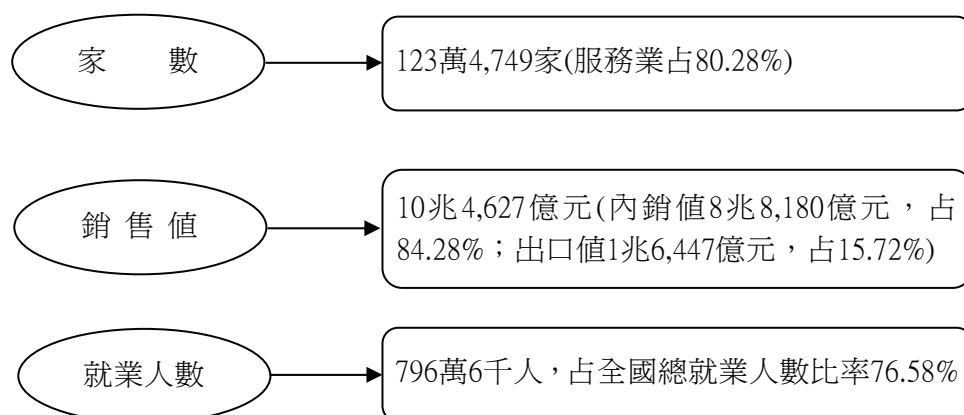 家 數
123萬4,749家(服務業占80.28%)
銷售值
10兆4,627億元(內銷值8兆8,180億元，占
84.28%；出口值1兆6,447億元，占15.72%)
就業人數
796萬6千人，占全國總就業人數比率76.58%